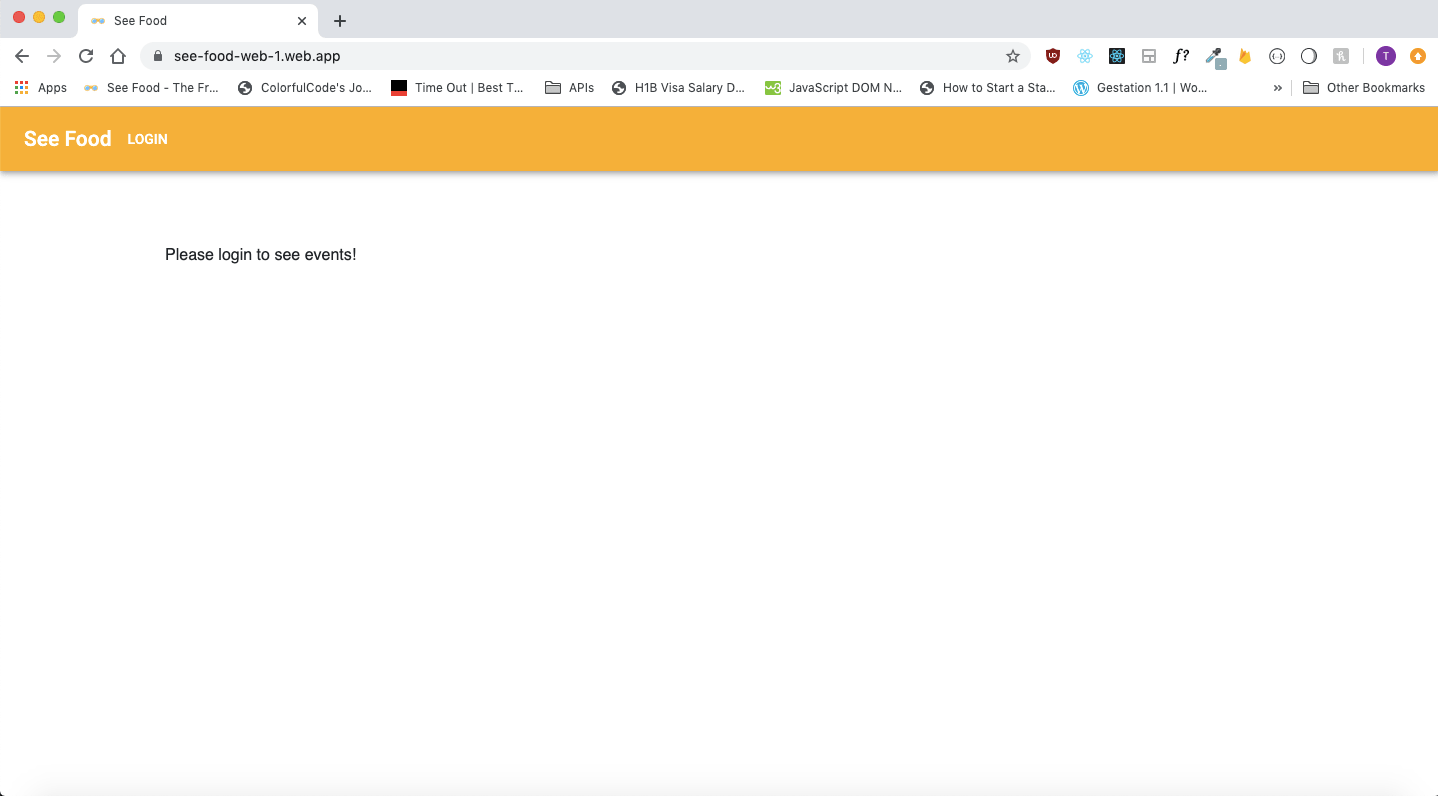 See Food
see-food-web-1.web.app
f?
T
Apps
See Food - The Fr...
ColorfulCode's Jo...
Time Out | Best T...
APIs
H1B Visa Salary D...
JavaScript DOM N...
How to Start a Sta...
Gestation 1.1 | Wo...
»
Other Bookmarks
See Food LOGIN
Please login to see events!